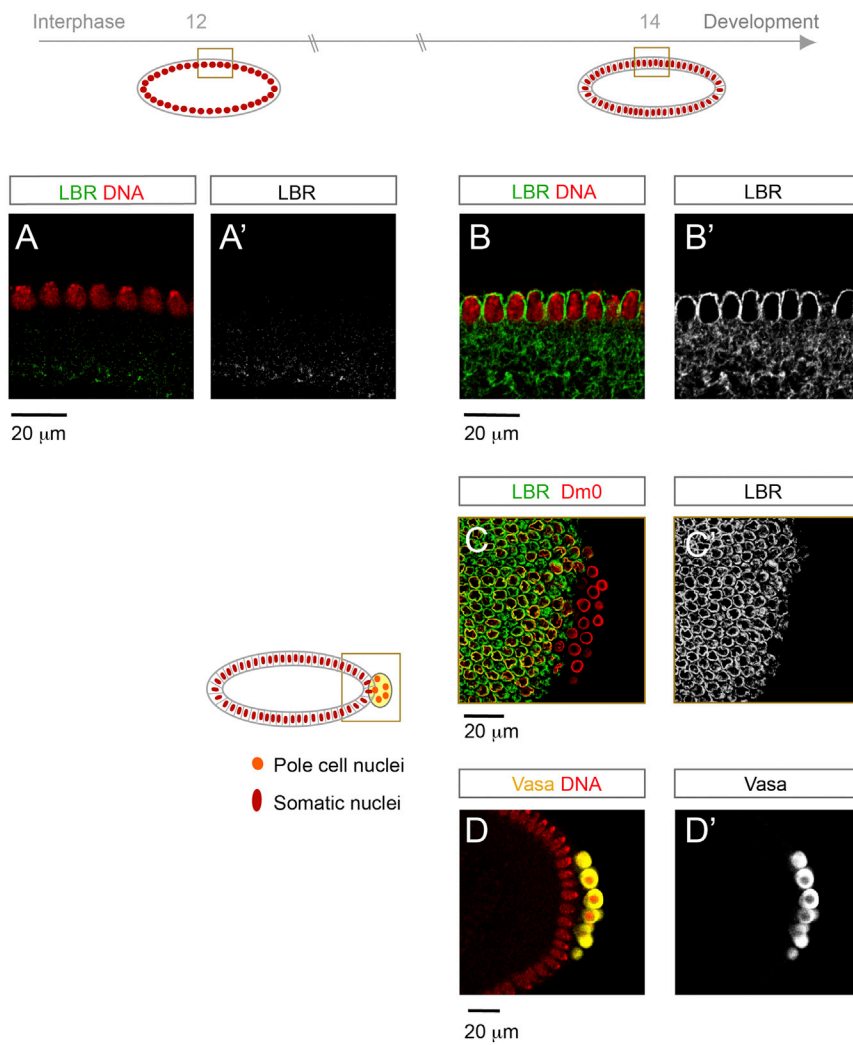 Interphase 12 14 Development
LBR DNA LBR LBR DNA LBR
A A' B B'
20 μm 20 μm
LBR Dm0 LBR
C C'
20 μm
Pole cell nuclei
Somatic nuclei
Vasa DNA Vasa
D D'
20 μm